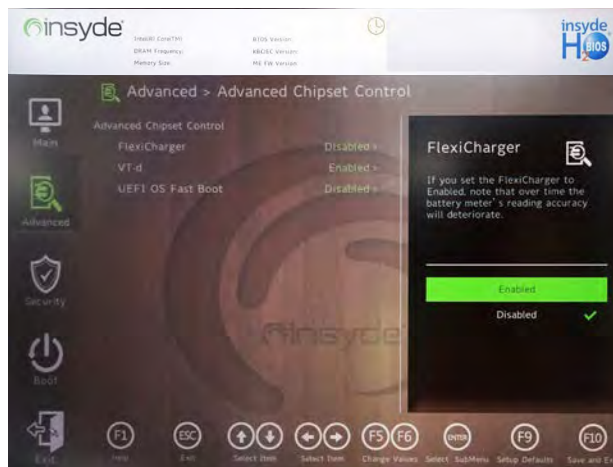 insyde
Intel(R) Core(TM)
DRAM Frequency:
Memory Size
BIOS Version
KBC/EC Version
ME FW Version
insyde
H2O BIOS
Advanced > Advanced Chipset Control
Main
Advanced
Security
Boot
Exit
Advanced Chipset Control
FlexiCharger Disabled >
VT-d Enabled >
UEFI OS Fast Boot Disabled >
insyde
FlexiCharger
If you set the FlexiCharger to
Enabled, note that over time the
battery meter's reading accuracy
will deteriorate.
Enabled
Disabled
F1
Help
ESC
Exit
Select Item
Select Item
F5 F6
Change Values
ENTER
Select SubMenu
F9
Setup Defaults
F10
Save and Ex